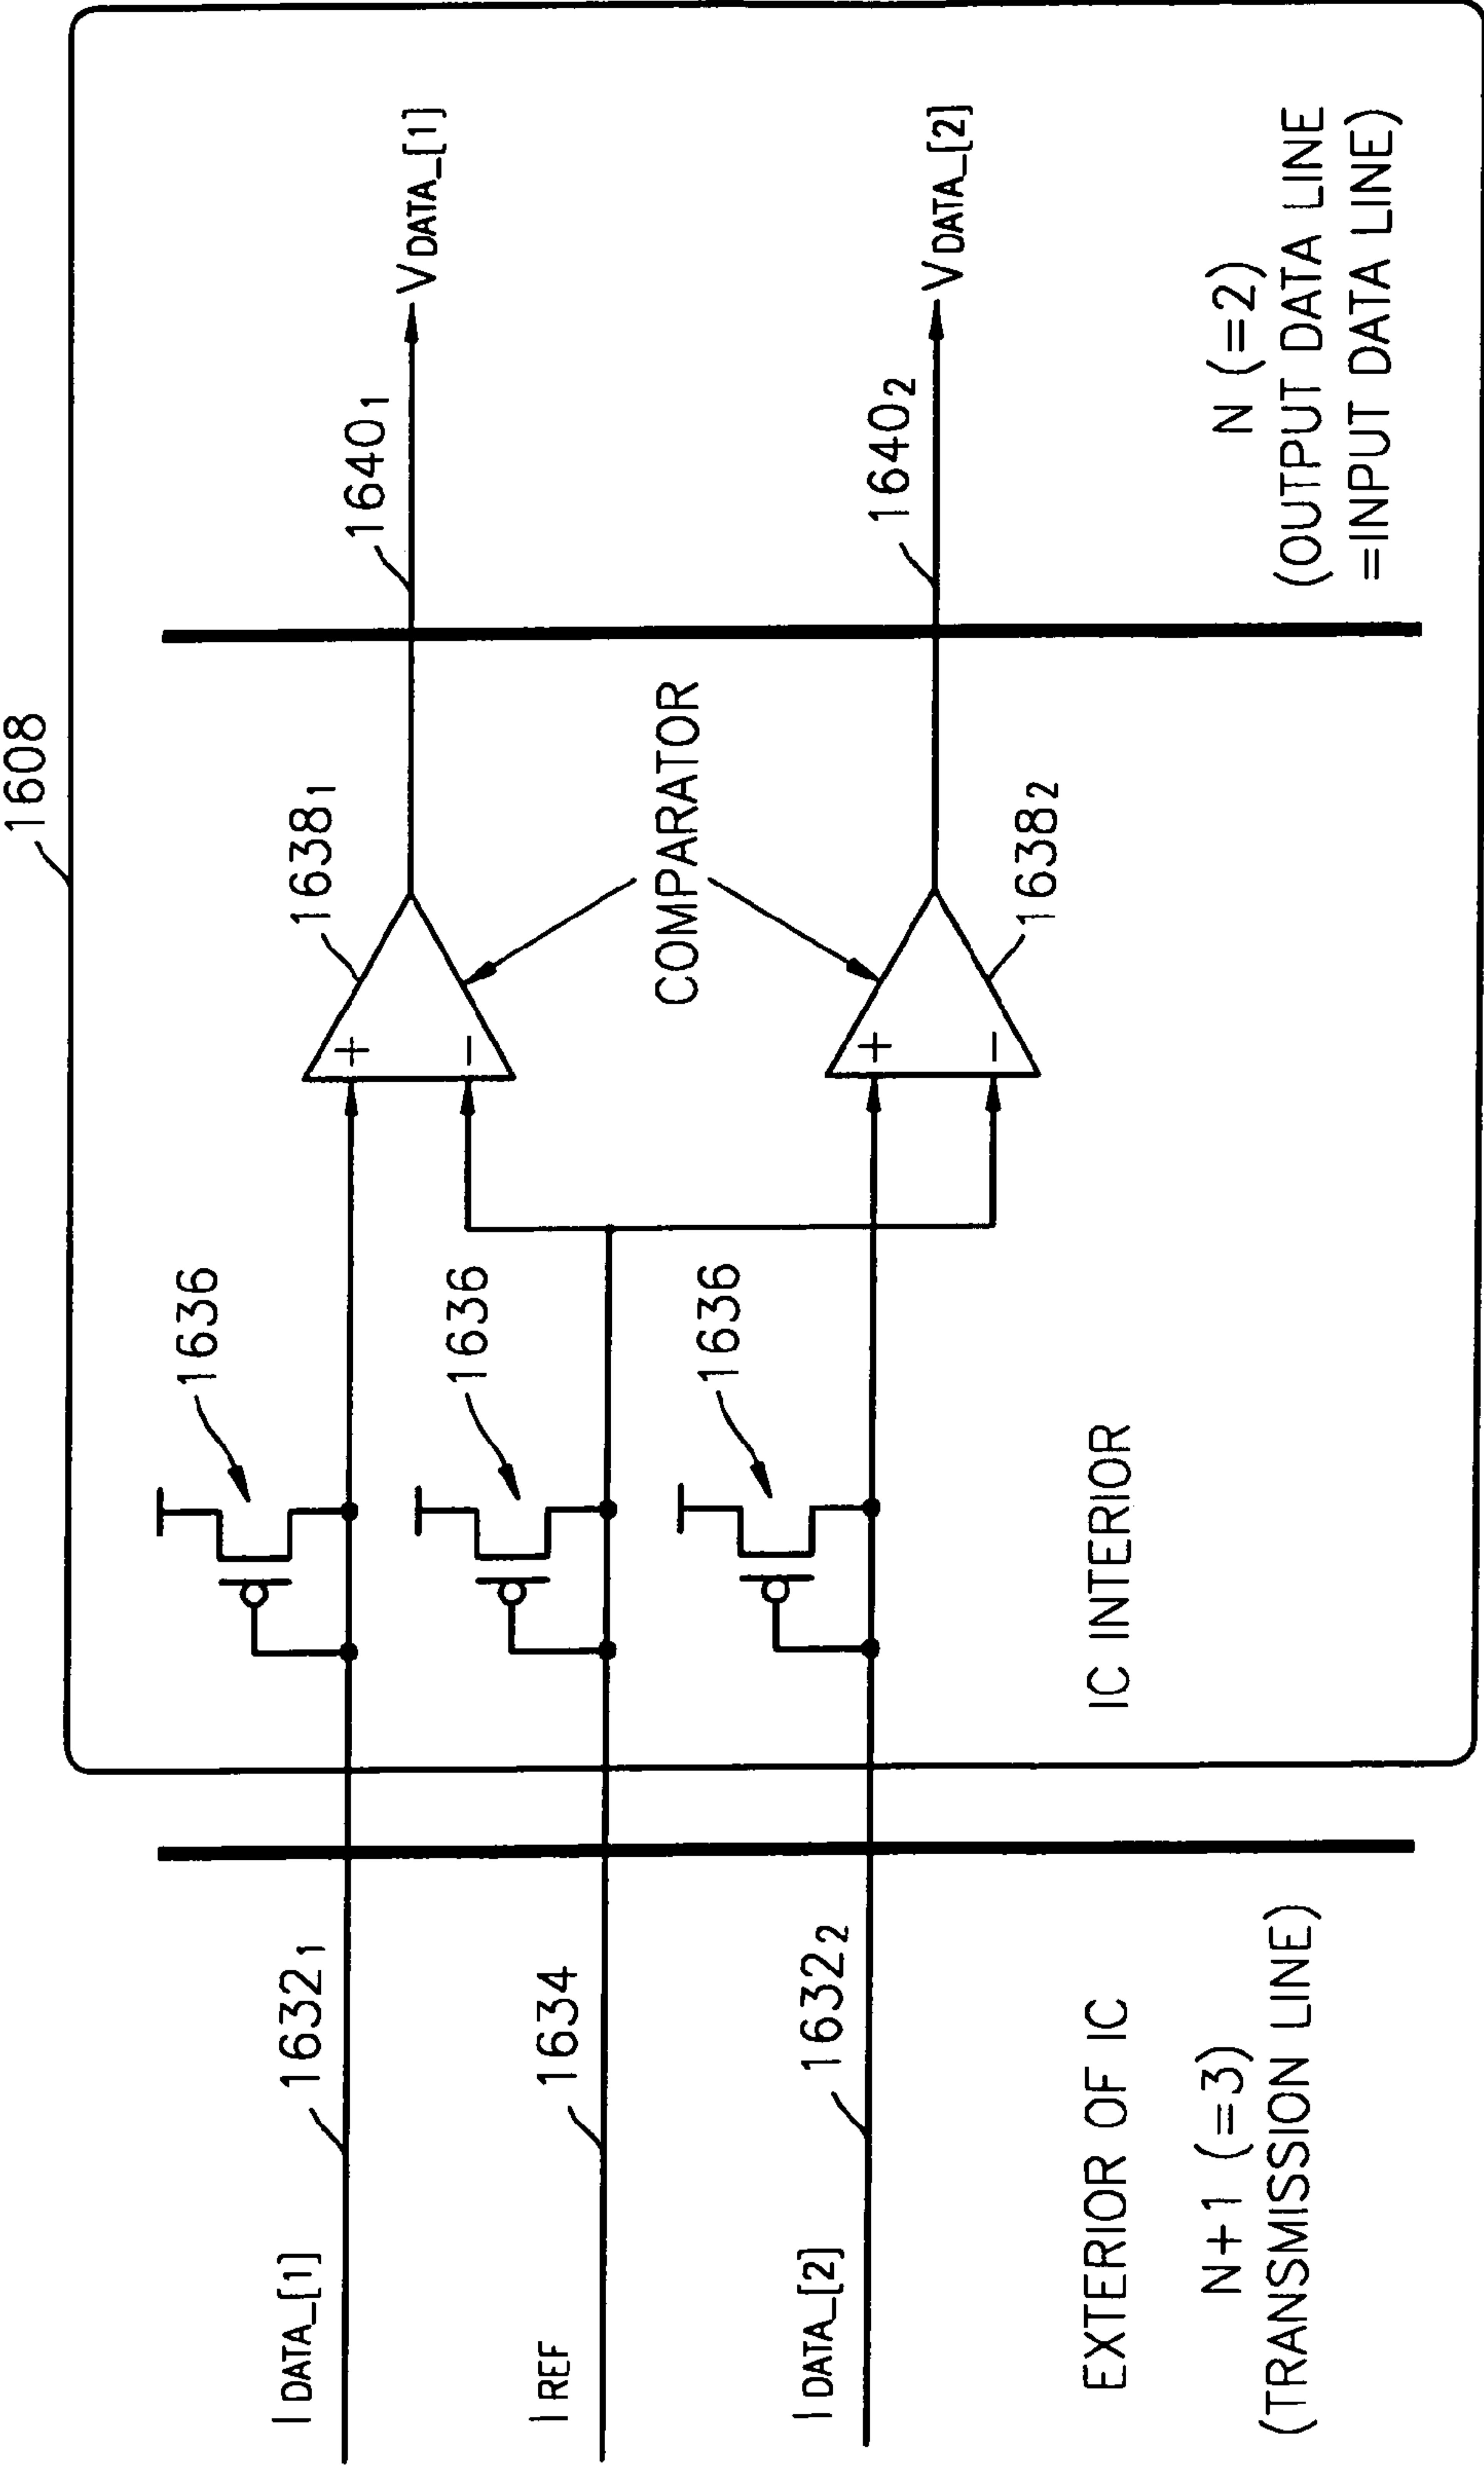 1608
1636
1636
1636
1638₁
1638₂
COMPARATOR
1640₁
1640₂
VDATA_[1]
VDATA_[2]
+
−
+
−
IDATA_[1]
1632₁
IREF
1634
IDATA_[2]
1632₂
EXTERIOR OF IC
N+1 (=3)
(TRANSMISSION LINE)
IC INTERIOR
N (=2)
(OUTPUT DATA LINE
=INPUT DATA LINE)